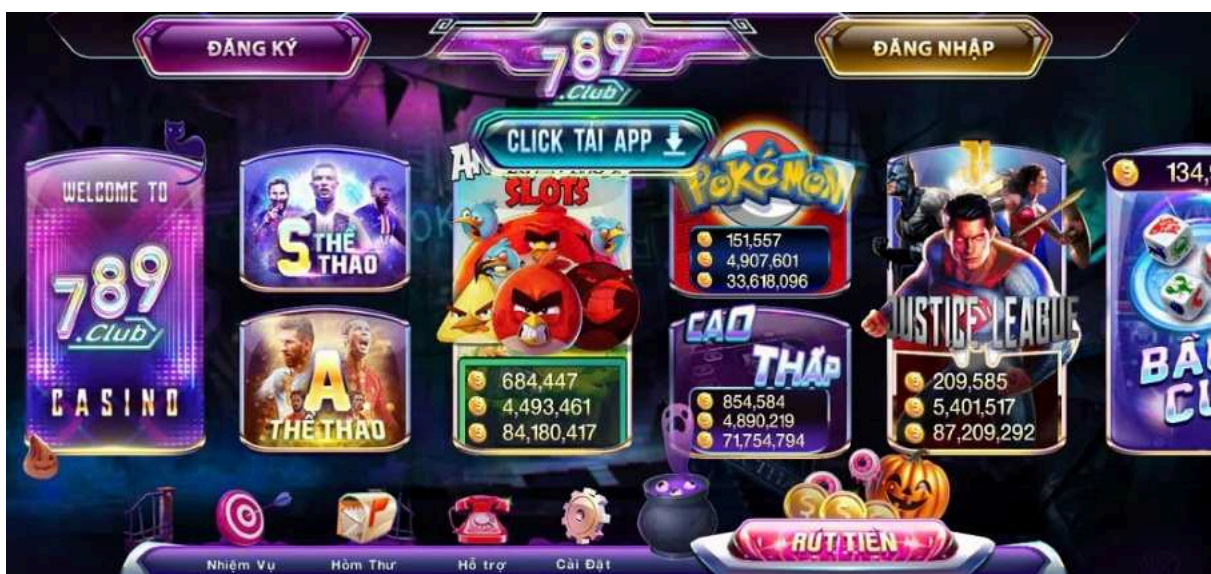 ĐĂNG KÝ
789
.Club
ĐĂNG NHẬP
CLICK TẢI APP
WELCOME TO
789
.Club
CASINO
S THỂ
THAO
A
THỂ THAO
SLOTS
684,447
4,493,461
84,180,417
POKéMON
151,557
4,907,601
33,618,096
CAO
THẤP
854,584
4,890,219
71,754,794
JUSTICE LEAGUE
209,585
5,401,517
87,209,292
Nhiệm Vụ
Hòm Thư
Hỗ trợ
Cài Đặt
RÚT TIỀN